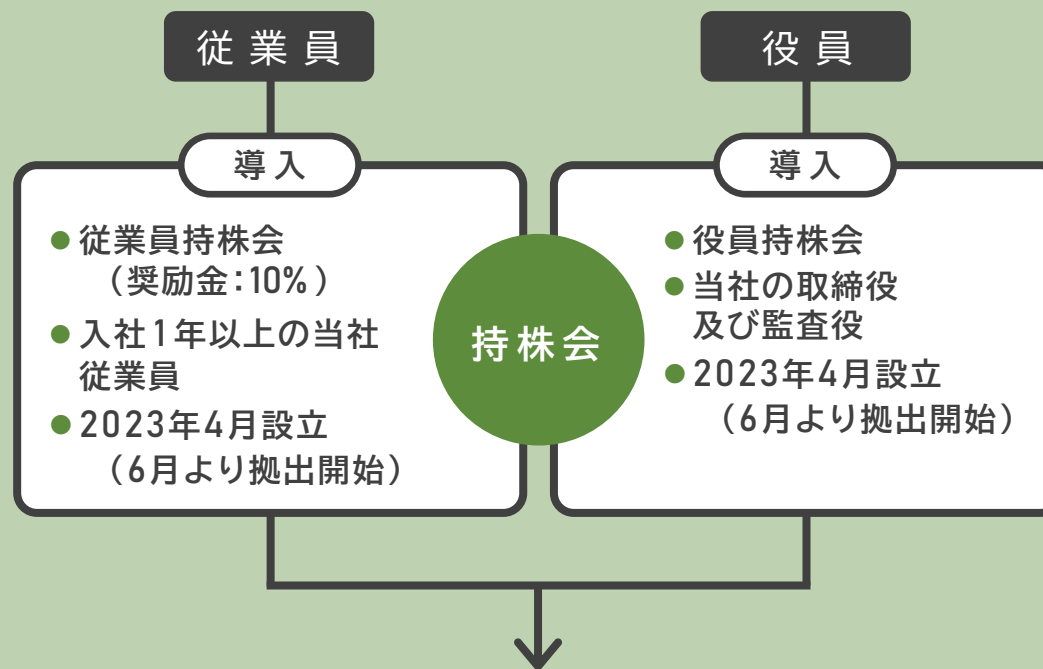 従業員
導入
● 従業員持株会
（奨励金：10%）
● 入社1年以上の当社
従業員
● 2023年4月設立
（6月より拠出開始）
持株会
役員
導入
● 役員持株会
● 当社の取締役
及び監査役
● 2023年4月設立
（6月より拠出開始）